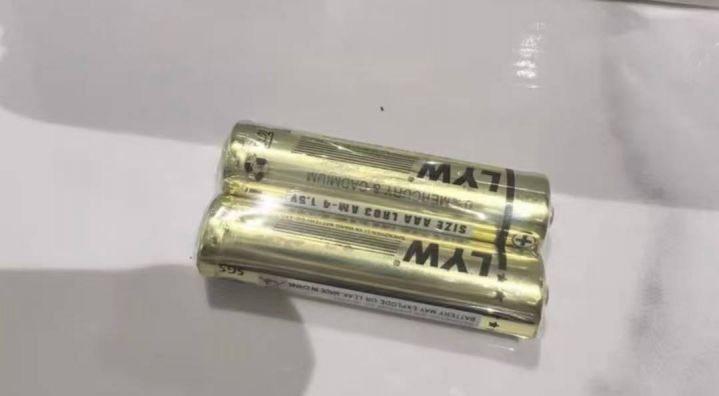 LYW
0% MERCURY & CADMIUM
SIZE AAA LR03 AM-4 1.5V
LYW
SGS
BATTERY MAY EXPLODE OR LEAK MADE IN CHINA